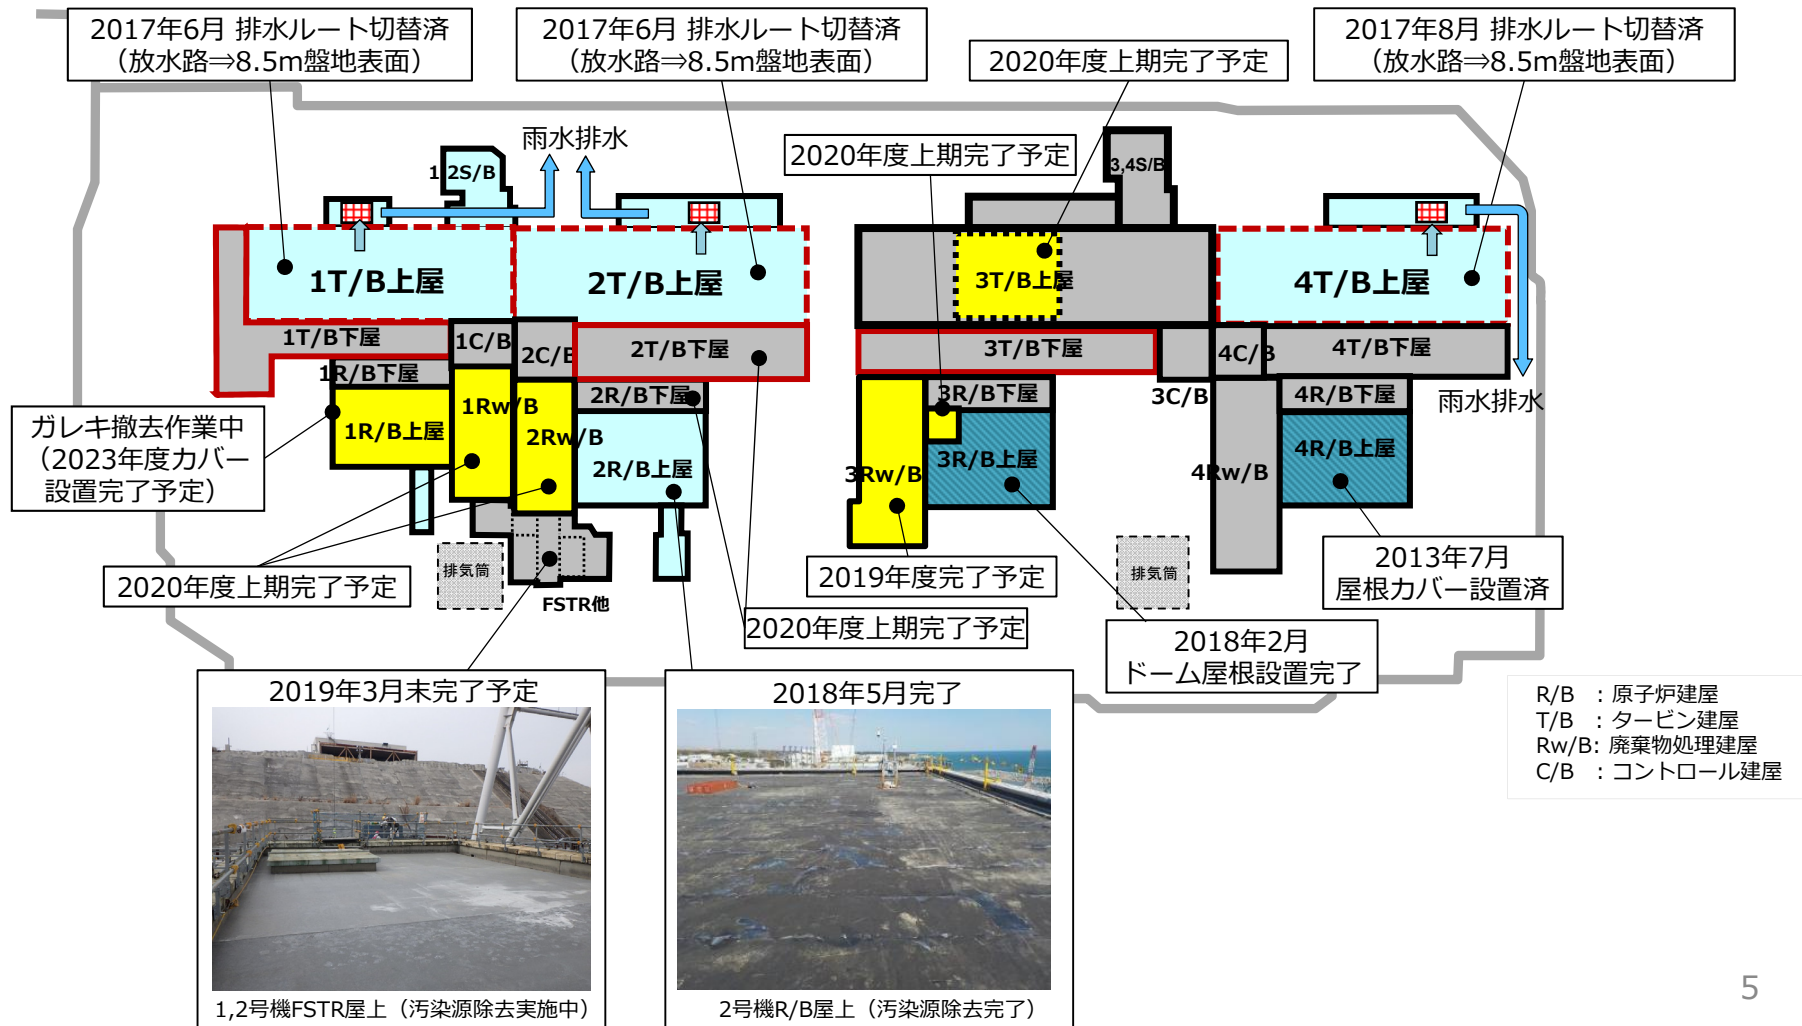 2017年6月 排水ルート切替済
（放水路⇒8.5m盤地表面）
2017年6月 排水ルート切替済
（放水路⇒8.5m盤地表面）
2020年度上期完了予定
2017年8月 排水ルート切替済
（放水路⇒8.5m盤地表面）
雨水排水
2020年度上期完了予定
1,2S/B
3,4S/B
1T/B上屋
2T/B上屋
3T/B上屋
4T/B上屋
1T/B下屋
1C/B
2C/B
2T/B下屋
3T/B下屋
3C/B
4C/B
4T/B下屋
雨水排水
1R/B下屋
2R/B下屋
3R/B下屋
4R/B下屋
ガレキ撤去作業中
（2023年度カバー
設置完了予定）
1R/B上屋
1Rw/B
2Rw/B
2R/B上屋
3Rw/B
3R/B上屋
4Rw/B
4R/B上屋
2020年度上期完了予定
排気筒
FSTR他
2020年度上期完了予定
2019年度完了予定
排気筒
2013年7月
屋根カバー設置済
2018年2月
ドーム屋根設置完了
2019年3月末完了予定
1,2号機FSTR屋上（汚染源除去実施中）
2018年5月完了
2号機R/B屋上（汚染源除去完了）
R/B ：原子炉建屋
T/B ：タービン建屋
Rw/B：廃棄物処理建屋
C/B ：コントロール建屋
5